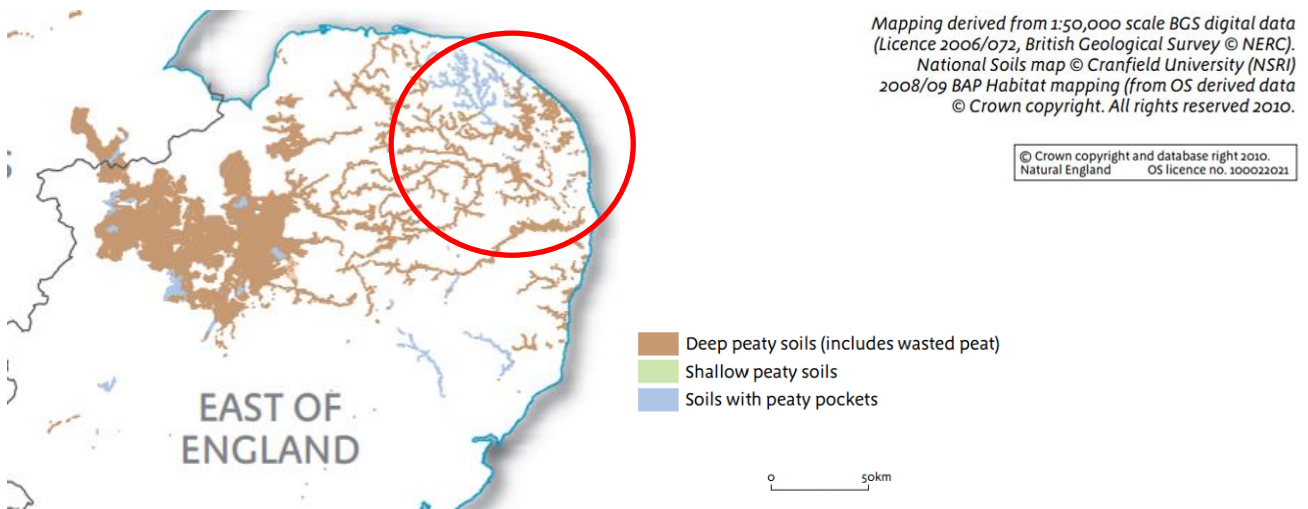 Mapping derived from 1:50,000 scale BGS digital data
(Licence 2006/072, British Geological Survey © NERC).
National Soils map © Cranfield University (NSRI)
2008/09 BAP Habitat mapping (from OS derived data
© Crown copyright. All rights reserved 2010.
© Crown copyright and database right 2010.
Natural England OS licence no. 100022021
Deep peaty soils (includes wasted peat)
Shallow peaty soils
Soils with peaty pockets
EAST OF
ENGLAND
0 50km